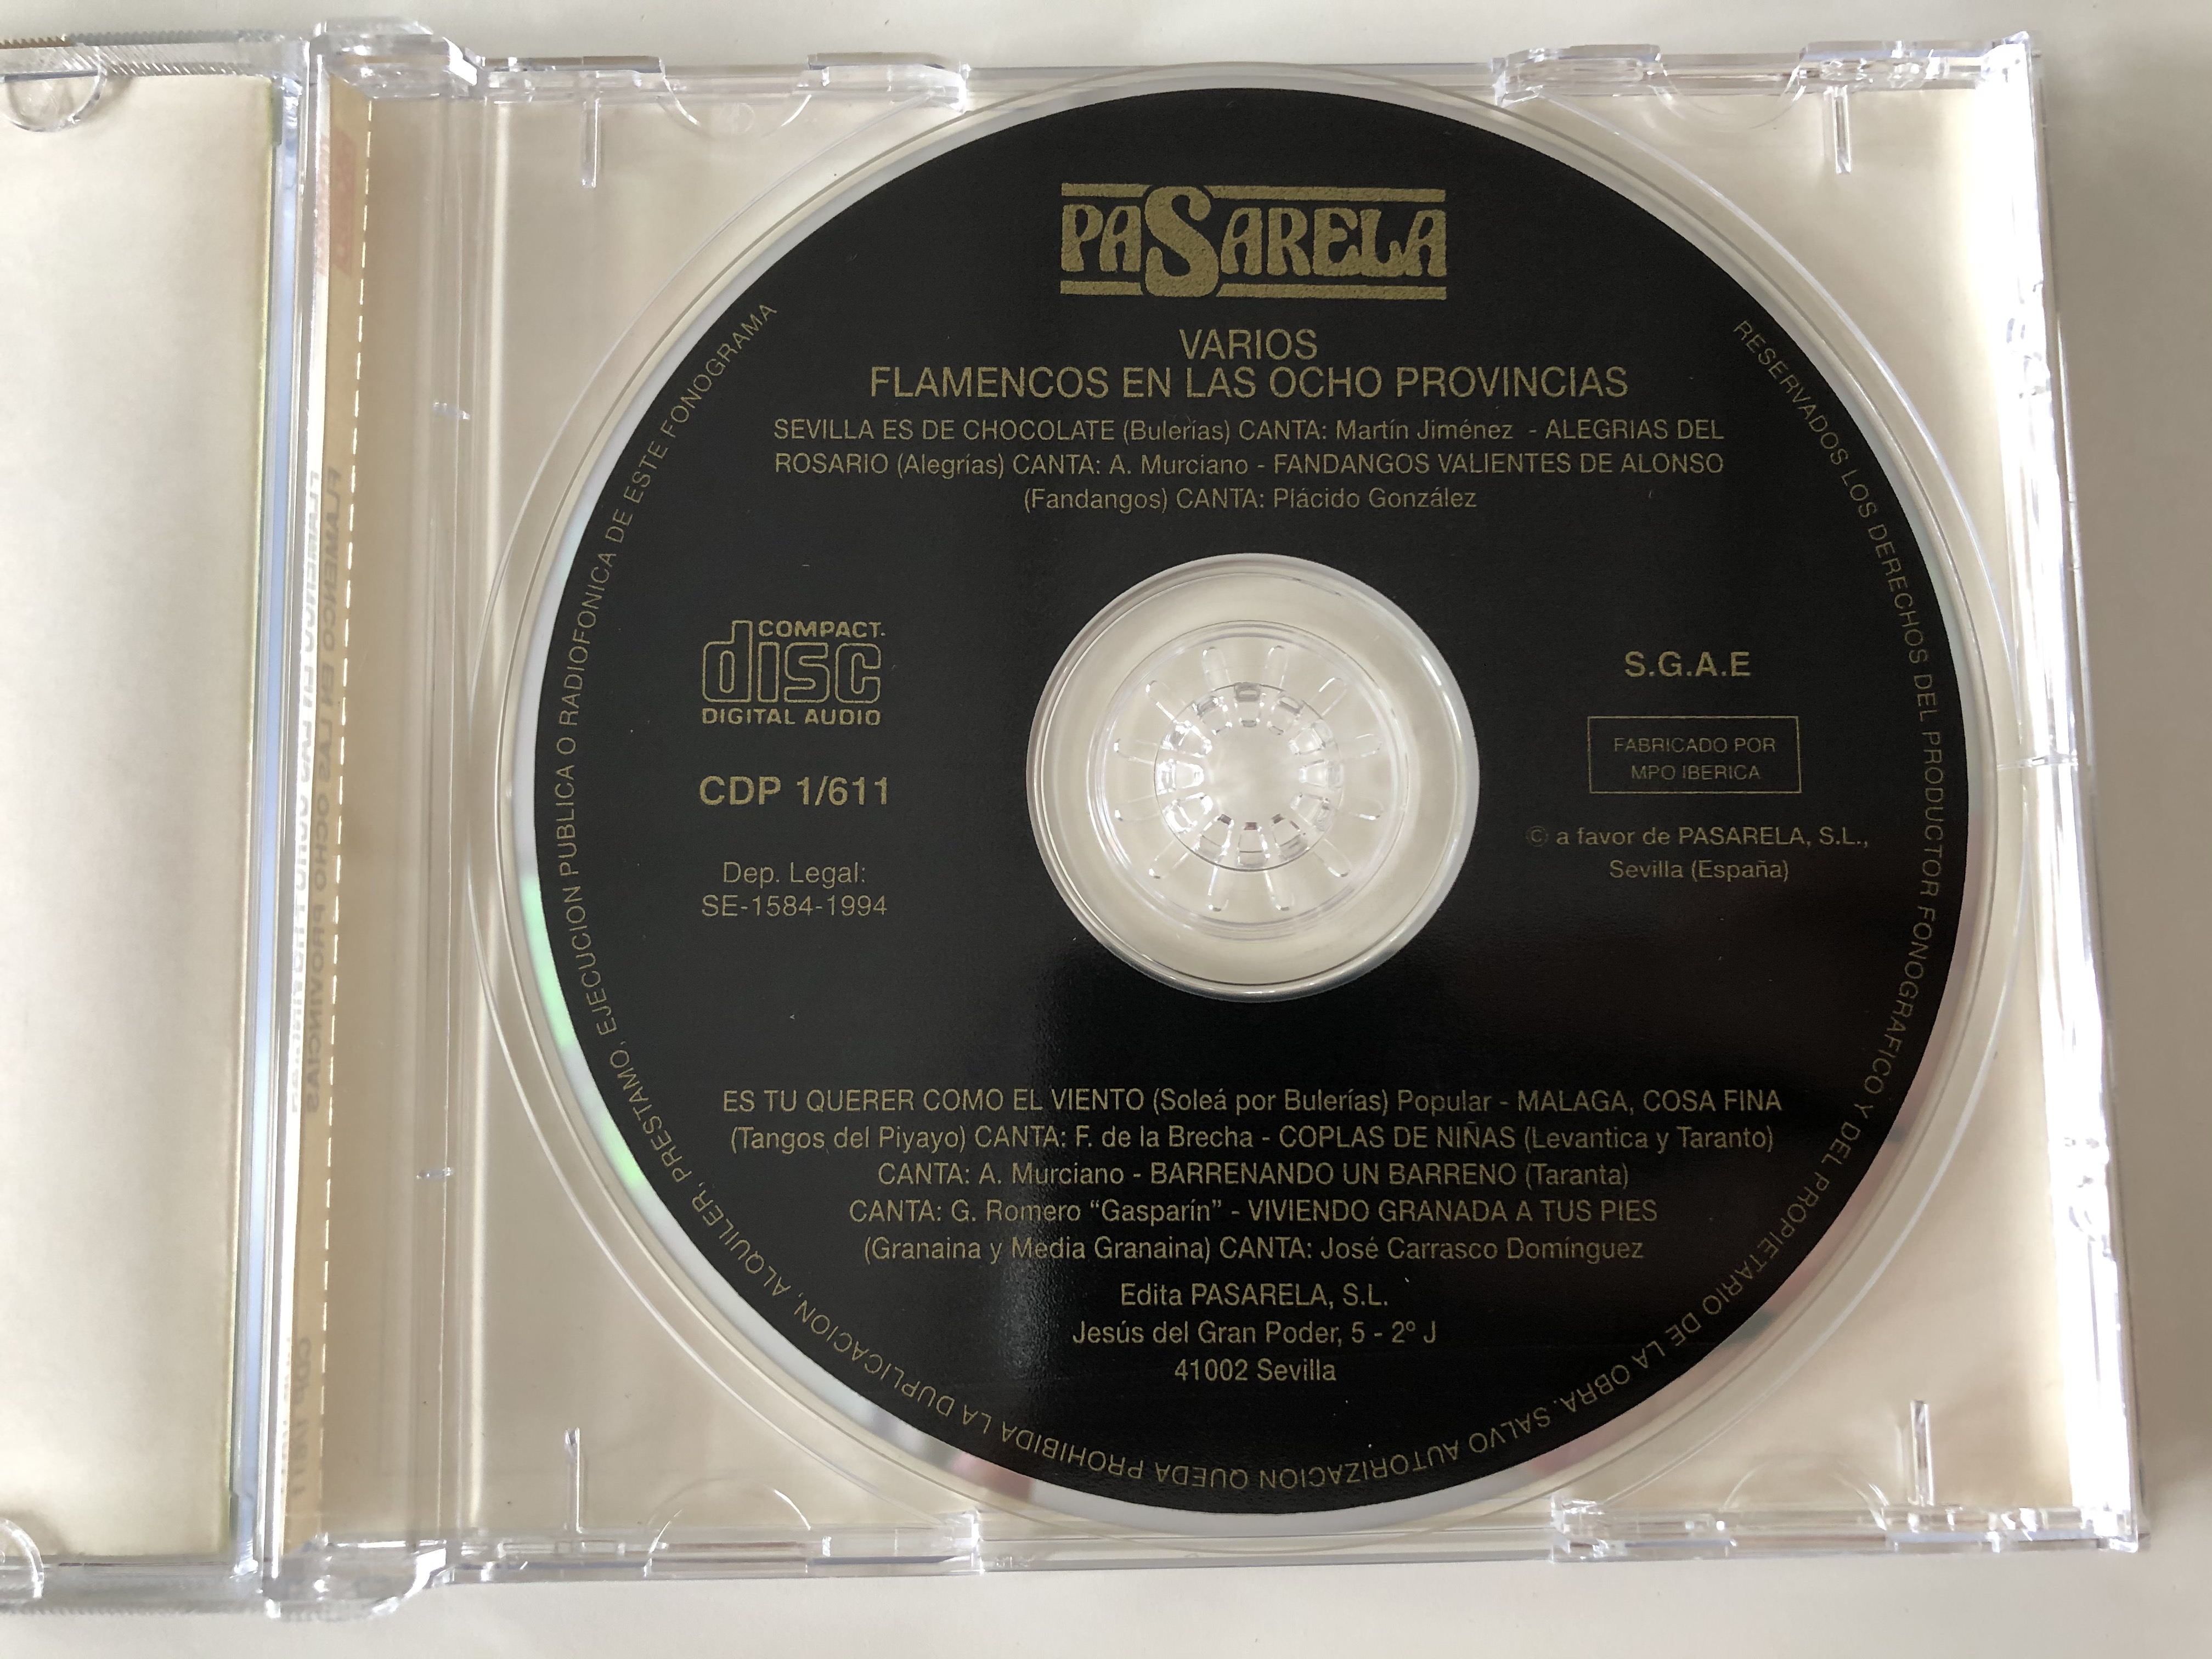 PASARELA
VARIOS
FLAMENCOS EN LAS OCHO PROVINCIAS
SEVILLA ES DE CHOCOLATE (Bulerías) CANTA: Martín Jiménez - ALEGRIAS DEL
ROSARIO (Alegrías) CANTA: A. Murciano - FANDANGOS VALIENTES DE ALONSO
(Fandangos) CANTA: Plácido González
COMPACT
disc
DIGITAL AUDIO
CDP 1/611
Dep. Legal:
SE-1584-1994
S.G.A.E
FABRICADO POR
MPO IBERICA
© a favor de PASARELA, S.L.,
Sevilla (España)
ES TU QUERER COMO EL VIENTO (Soleá por Bulerías) Popular - MALAGA, COSA FINA
(Tangos del Piyayo) CANTA: F. de la Brecha - COPLAS DE NIÑAS (Levantica y Taranto)
CANTA: A. Murciano - BARRENANDO UN BARRENO (Taranta)
CANTA: G. Romero “Gasparín” - VIVIENDO GRANADA A TUS PIES
(Granaina y Media Granaina) CANTA: José Carrasco Domínguez
Edita PASARELA, S.L.
Jesús del Gran Poder, 5 - 2º J
41002 Sevilla
RESERVADOS LOS DERECHOS DEL PRODUCTOR FONOGRAFICO Y DEL PROPIETARIO DE LA OBRA. SALVO AUTORIZACION QUEDA PROHIBIDA LA DUPLICACION, ALQUILER, PRESTAMO, EJECUCION PUBLICA O RADIOFONICA DE ESTE FONOGRAMA
FLAMENCO EN LAS OCHO PROVINCIAS